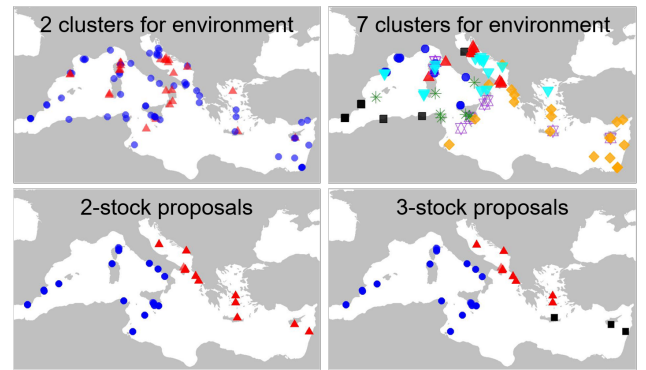 2 clusters for environment
7 clusters for environment
2-stock proposals
3-stock proposals